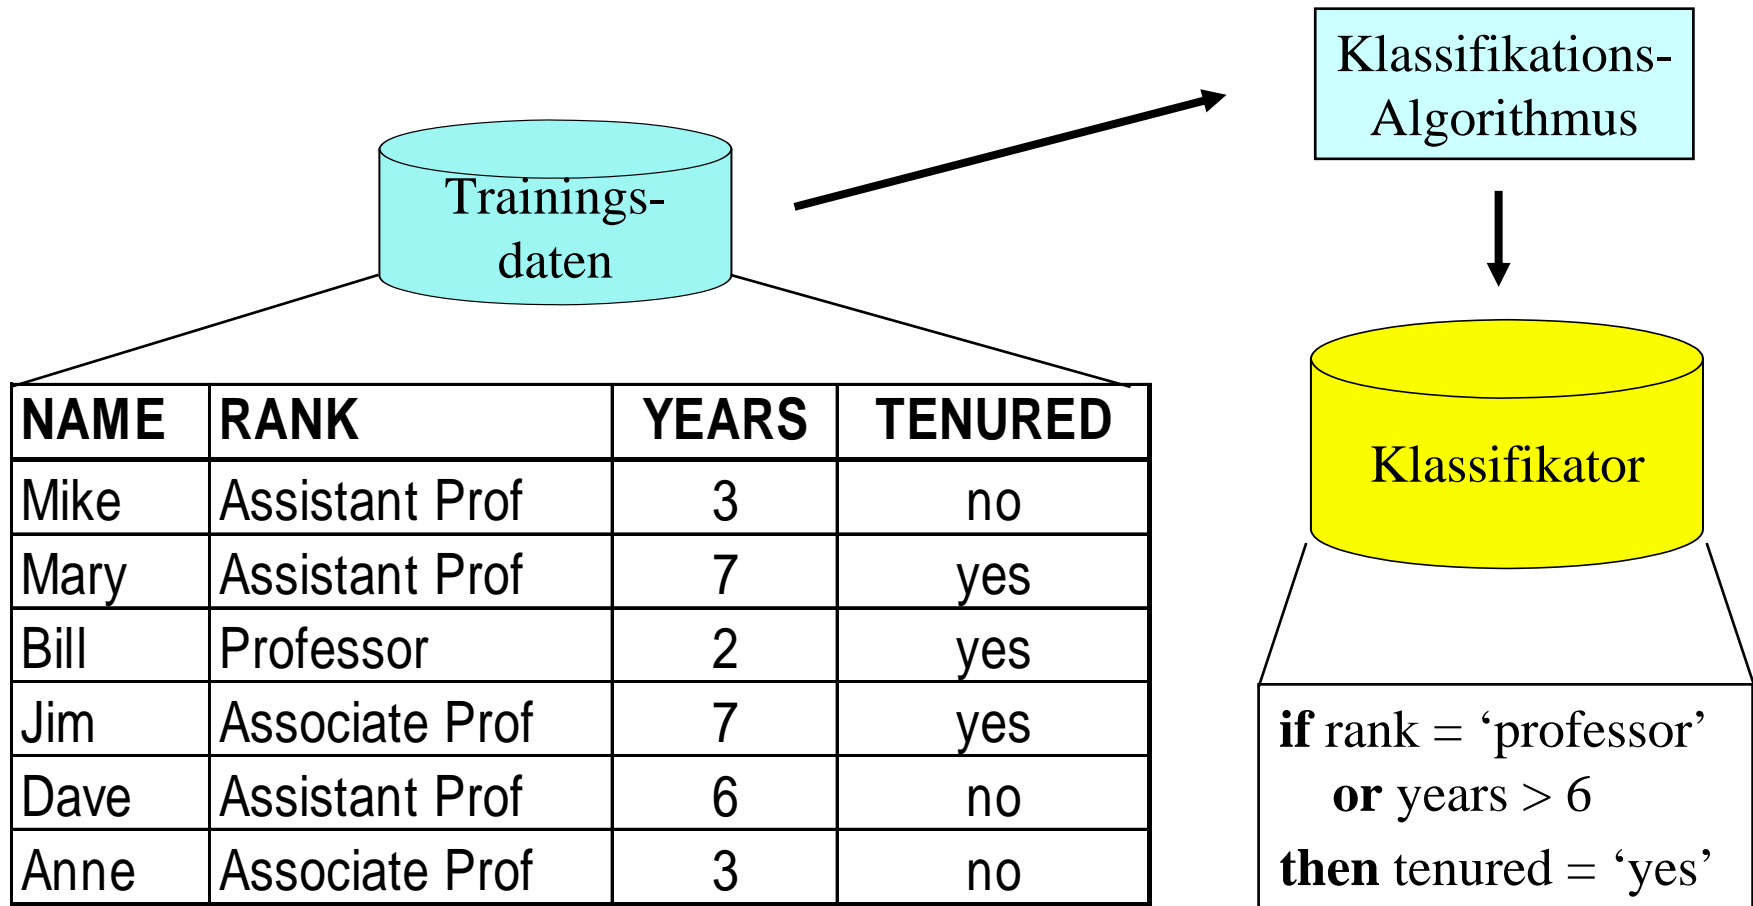 Klassifikations-
Algorithmus
Trainings-
daten
Klassifikator
NAME RANK YEARS TENURED
Mike Assistant Prof 3 no
Mary Assistant Prof 7 yes
Bill Professor 2 yes
Jim Associate Prof 7 yes
Dave Assistant Prof 6 no
Anne Associate Prof 3 no
if rank = ‘professor’
or years > 6
then tenured = ‘yes’